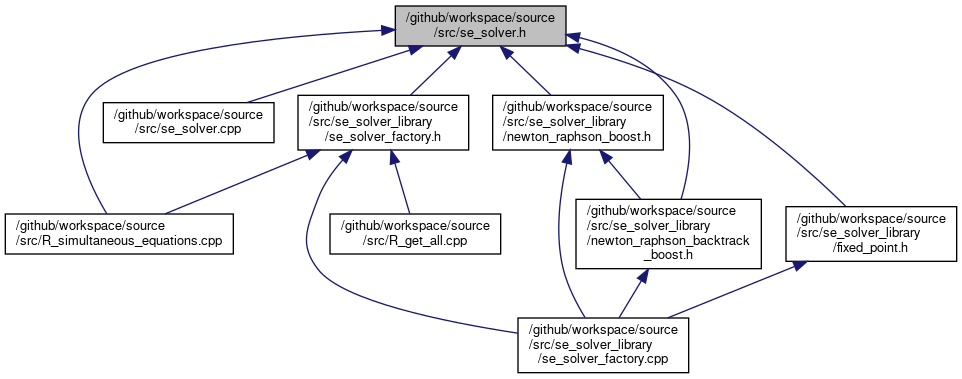 /github/workspace/source
/src/se_solver.h
/github/workspace/source
/src/se_solver.cpp
/github/workspace/source
/src/se_solver_library
/se_solver_factory.h
/github/workspace/source
/src/se_solver_library
/newton_raphson_boost.h
/github/workspace/source
/src/R_simultaneous_equations.cpp
/github/workspace/source
/src/R_get_all.cpp
/github/workspace/source
/src/se_solver_library
/newton_raphson_backtrack
_boost.h
/github/workspace/source
/src/se_solver_library
/fixed_point.h
/github/workspace/source
/src/se_solver_library
/se_solver_factory.cpp